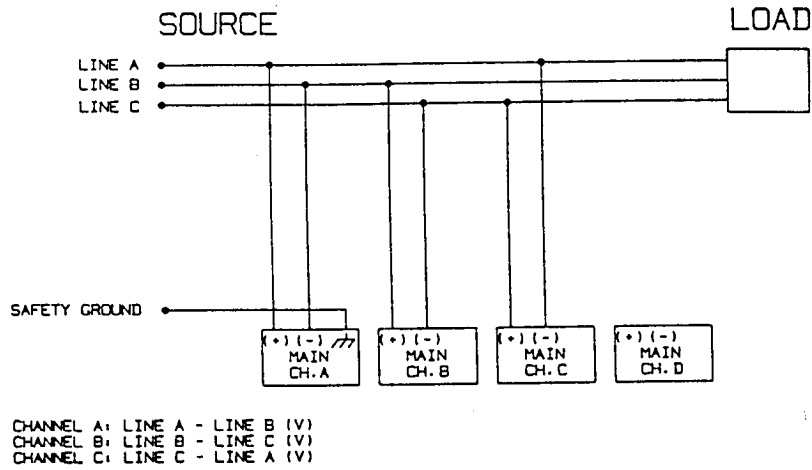 SOURCE
LOAD
LINE A
LINE B
LINE C
SAFETY GROUND
(+) (-)
MAIN
CH. A
(+) (-)
MAIN
CH. B
(+) (-)
MAIN
CH. C
(+) (-)
MAIN
CH. D
CHANNEL A: LINE A - LINE B (V)
CHANNEL B: LINE B - LINE C (V)
CHANNEL C: LINE C - LINE A (V)